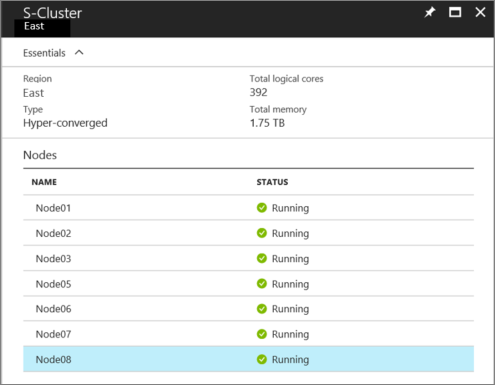 S-Cluster
East
Essentials
Region
East
Total logical cores
392
Type
Hyper-converged
Total memory
1.75 TB
Nodes
NAME STATUS
Node01 Running
Node02 Running
Node03 Running
Node05 Running
Node06 Running
Node07 Running
Node08 Running